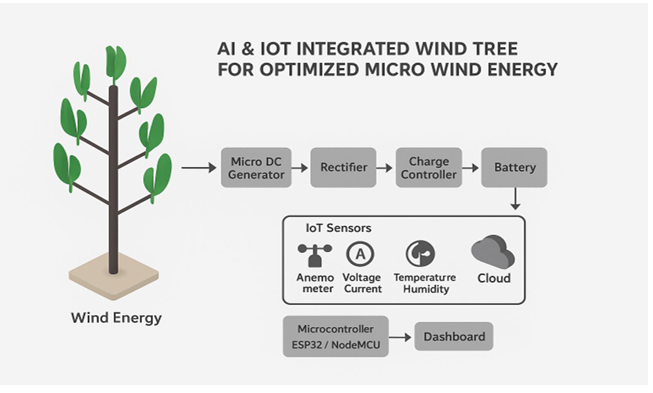 AI & IOT INTEGRATED WIND TREE
FOR OPTIMIZED MICRO WIND ENERGY
Micro DC
Generator
Rectifier
Charge
Controller
Battery
IoT Sensors
A
Anemo
meter
Voltage
Current
Temperaturre
Humidity
Cloud
Wind Energy
Microcontroller
ESP32 / NodeMCU
Dashboard